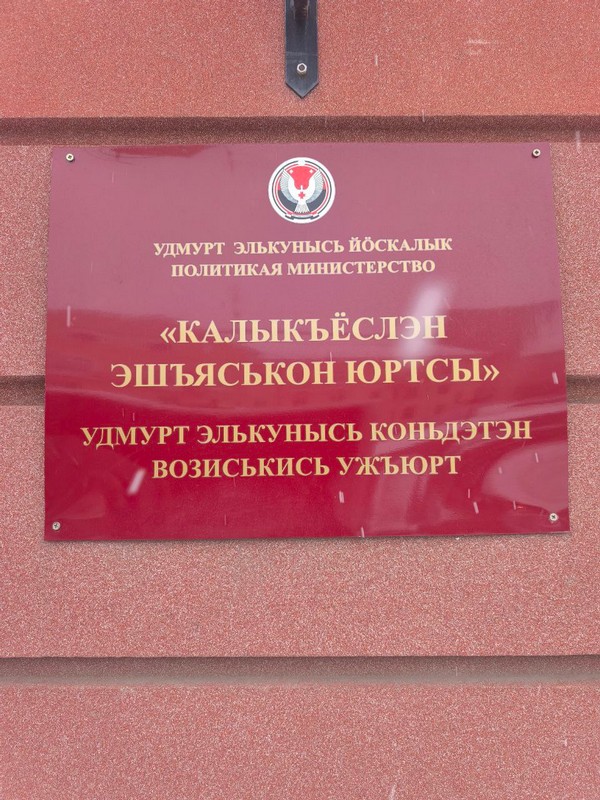 УДМУРТ ЭЛЬКУНЫСЬ ЙӦСКАЛЫК
ПОЛИТИКАЯ МИНИСТЕРСТВО
«КАЛЫКЪЁСЛЭН
ЭШЪЯСЬКОН ЮРТСЫ»
УДМУРТ ЭЛЬКУНЫСЬ КОНЬДЭТЭН
ВОЗИСЬКИСЬ УЖЪЮРТ